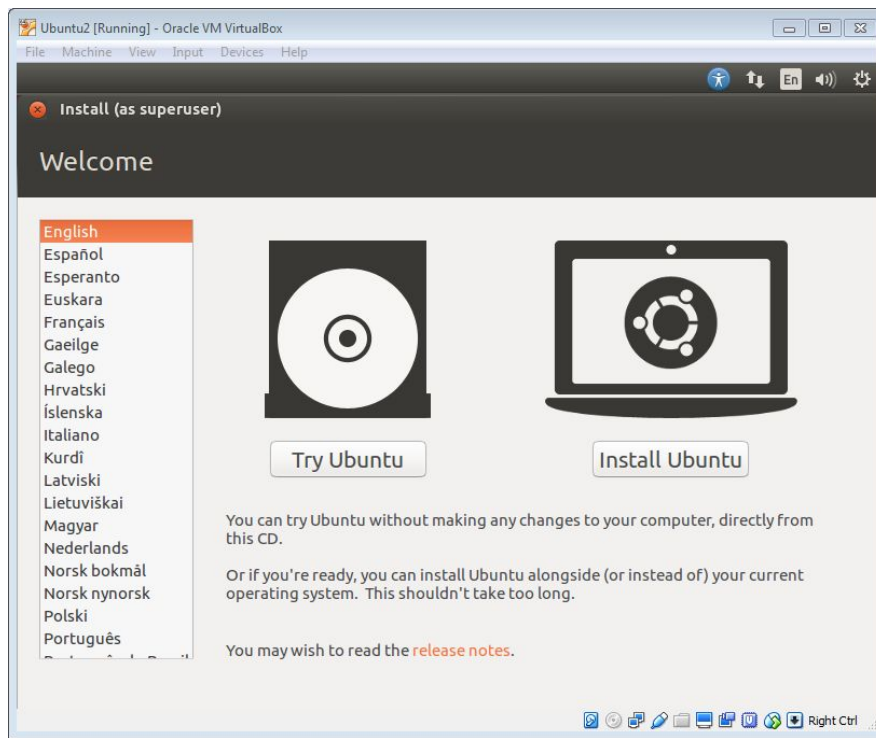 Ubuntu2 [Running] - Oracle VM VirtualBox
File Machine View Input Devices Help
En
Install (as superuser)
Welcome
English
Español
Esperanto
Euskara
Français
Gaeilge
Galego
Hrvatski
Íslenska
Italiano
Kurdî
Latviski
Lietuviškai
Magyar
Nederlands
Norsk bokmål
Norsk nynorsk
Polski
Português
Try Ubuntu
Install Ubuntu
You can try Ubuntu without making any changes to your computer, directly from
this CD.
Or if you're ready, you can install Ubuntu alongside (or instead of) your current
operating system. This shouldn't take too long.
You may wish to read the release notes.
Right Ctrl